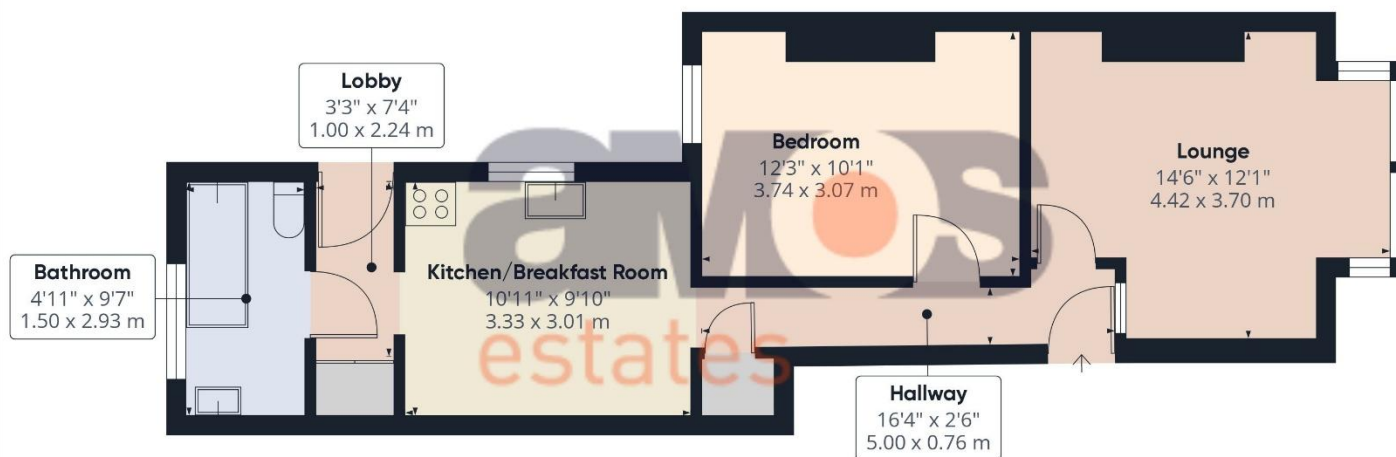 Lobby
3'3" x 7'4"
1.00 x 2.24 m
Bedroom
12'3" x 10'1"
3.74 x 3.07 m
Lounge
14'6" x 12'1"
4.42 x 3.70 m
Bathroom
4'11" x 9'7"
1.50 x 2.93 m
Kitchen/Breakfast Room
10'11" x 9'10"
3.33 x 3.01 m
Hallway
16'4" x 2'6"
5.00 x 0.76 m
amos
estates